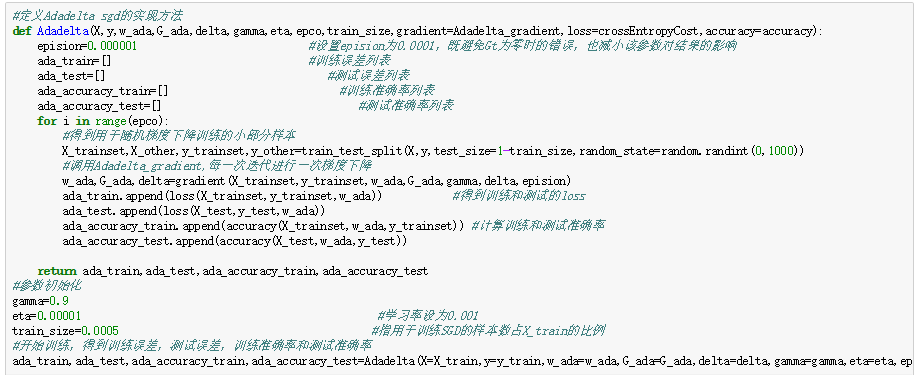 #定义Adadelta sgd的实现方法
def Adadelta(X,y,w_ada,G_ada,delta,gamma,eta,epco,train_size,gradient=Adadelta_gradient,loss=crossEntropyCost,accuracy=accuracy):
epision=0.000001 #设置epision为0.0001，既避免Gt为零时的错误，也减小该参数对结果的影响
ada_train=[] #训练误差列表
ada_test=[] #测试误差列表
ada_accuracy_train=[] #训练准确率列表
ada_accuracy_test=[] #测试准确率列表
for i in range(epco):
#得到用于随机梯度下降训练的小部分样本
X_trainset,X_other,y_trainset,y_other=train_test_split(X,y,test_size=1-train_size,random_state=random.randint(0,1000))
#调用Adadelta_gradient,每一次迭代进行一次梯度下降
w_ada,G_ada,delta=gradient(X_trainset,y_trainset,w_ada,G_ada,gamma,delta,epision)
ada_train.append(loss(X_trainset,y_trainset,w_ada)) #得到训练和测试的loss
ada_test.append(loss(X_test,y_test,w_ada))
ada_accuracy_train.append(accuracy(X_trainset,w_ada,y_trainset)) #计算训练和测试准确率
ada_accuracy_test.append(accuracy(X_test,w_ada,y_test))
return ada_train,ada_test,ada_accuracy_train,ada_accuracy_test
#参数初始化
gamma=0.9
eta=0.00001 #学习率设为0.001
train_size=0.0005 #指用于训练SGD的样本数占X_train的比例
#开始训练，得到训练误差，测试误差，训练准确率和测试准确率
ada_train,ada_test,ada_accuracy_train,ada_accuracy_test=Adadelta(X=X_train,y=y_train,w_ada=w_ada,G_ada=G_ada,delta=delta,gamma=gamma,eta=eta,ep